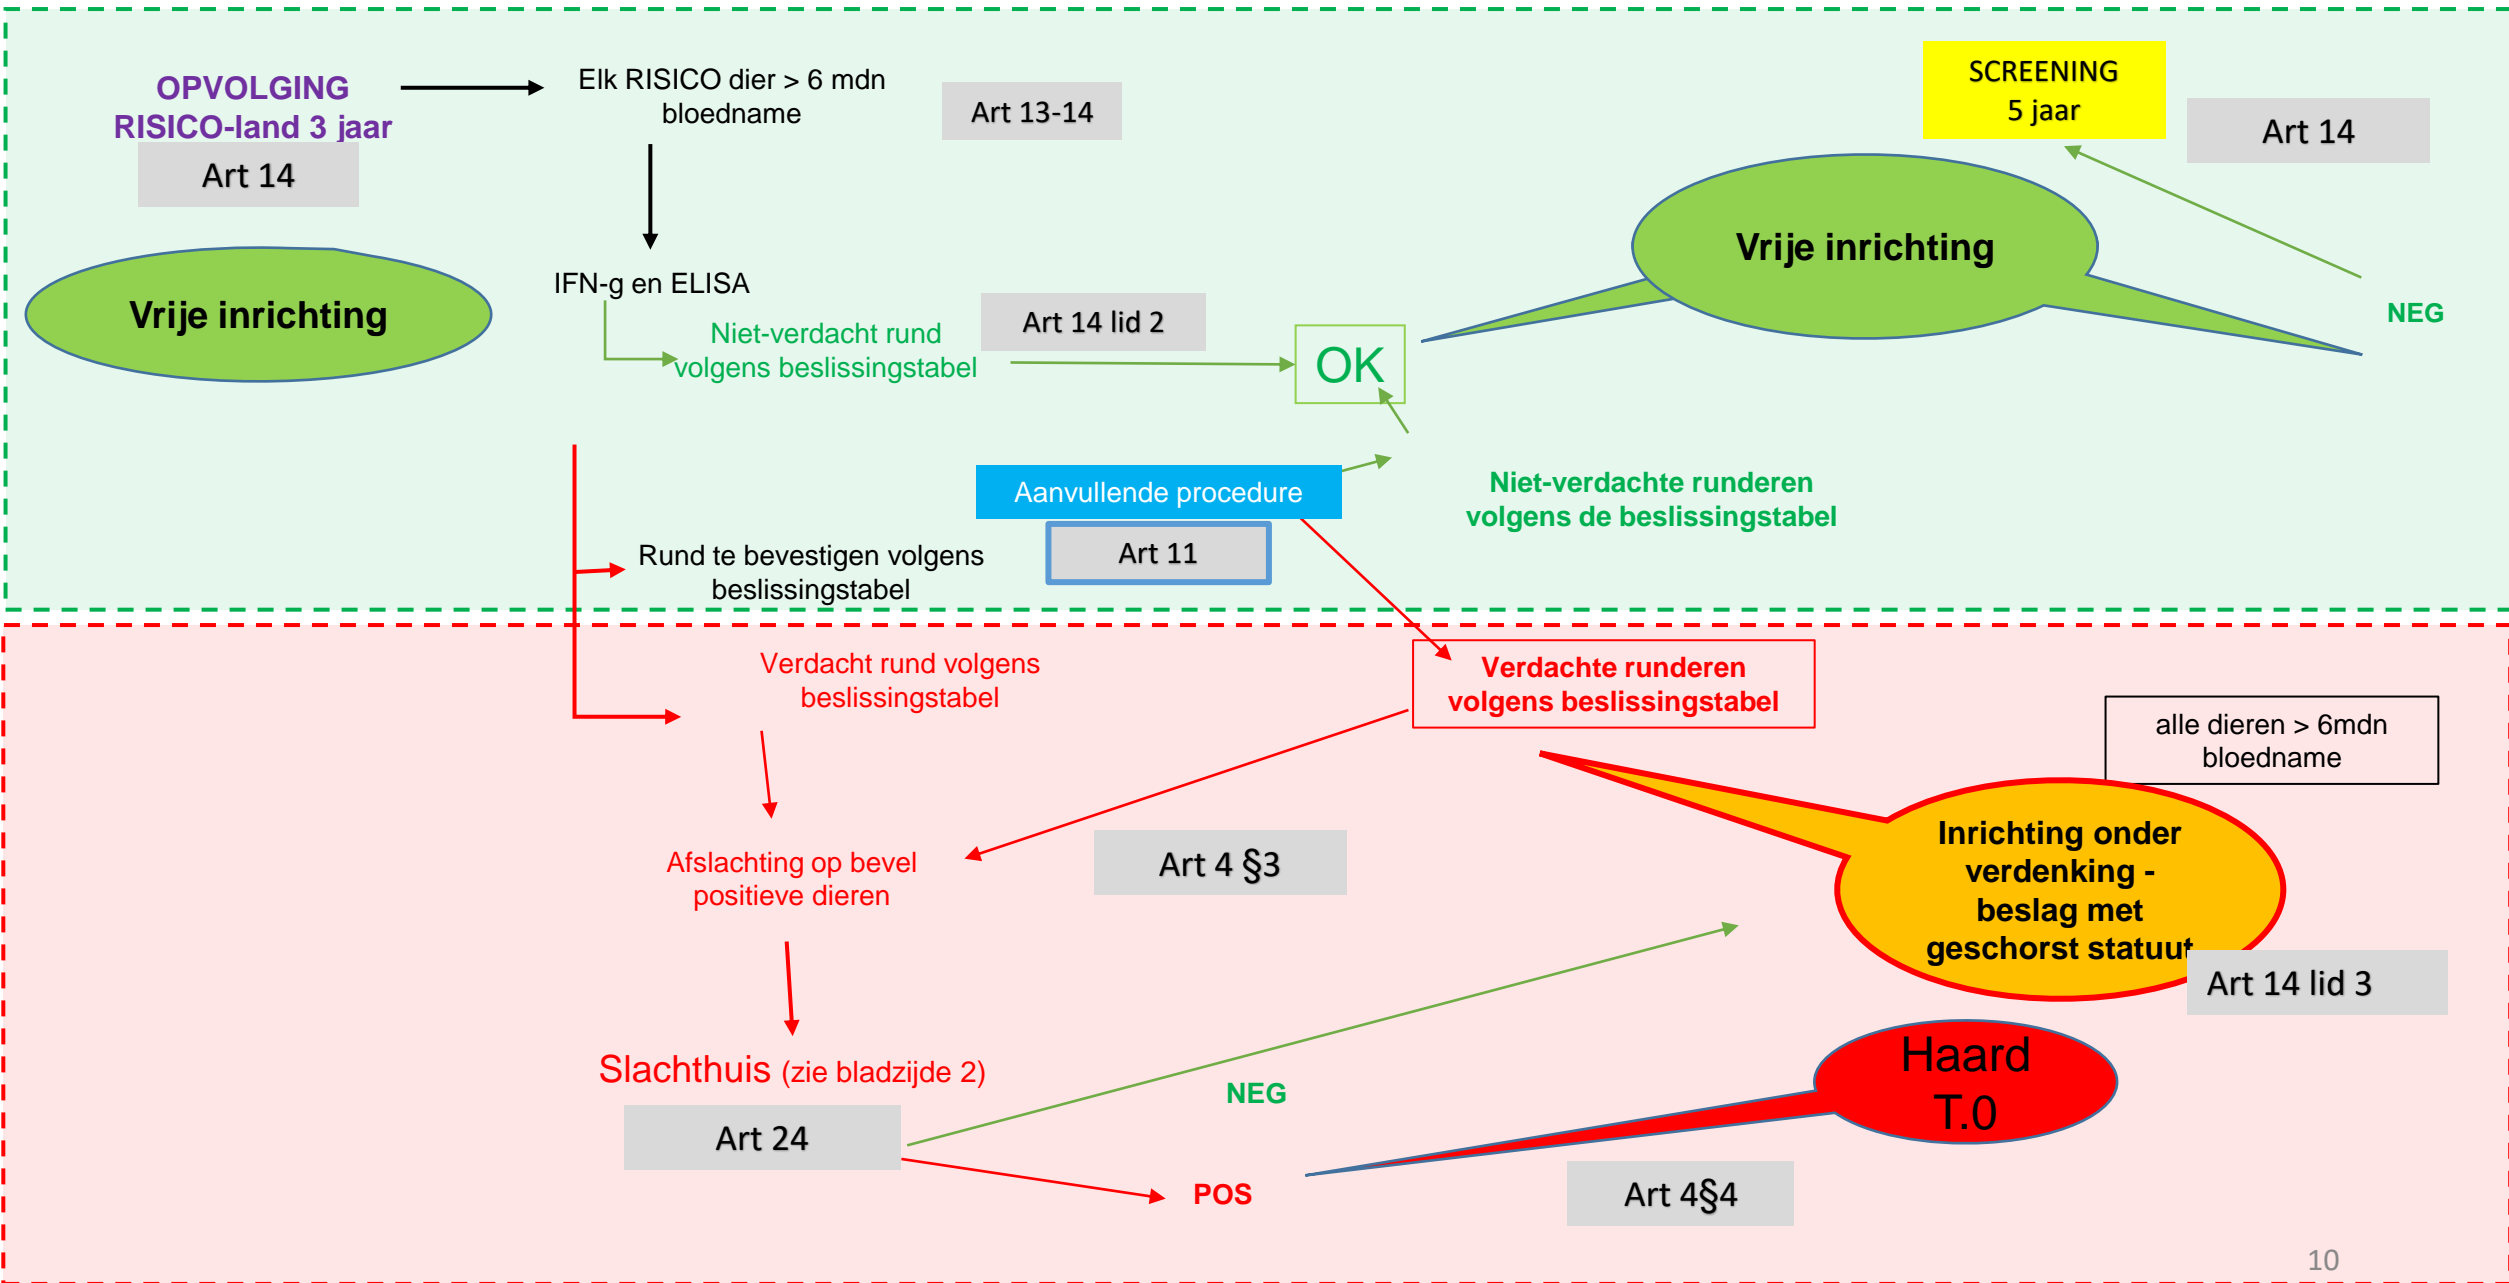 OPVOLGING
RISICO-land 3 jaar
Art 14
Elk RISICO dier > 6 mdn
bloedname
Art 13-14
SCREENING
5 jaar
Art 14
Vrije inrichting
Vrije inrichting
IFN-g en ELISA
NEG
Niet-verdacht rund
volgens beslissingstabel
Art 14 lid 2
OK
Aanvullende procedure
Art 11
Niet-verdachte runderen
volgens de beslissingstabel
Rund te bevestigen volgens
beslissingstabel
Verdacht rund volgens
beslissingstabel
Verdachte runderen
volgens beslissingstabel
alle dieren > 6mdn
bloedname
Afslachting op bevel
positieve dieren
Art 4 §3
Inrichting onder
verdenking -
beslag met
geschorst statuut
Art 14 lid 3
Slachthuis (zie bladzijde 2)
Art 24
NEG
Haard
T.0
POS
Art 4§4
10